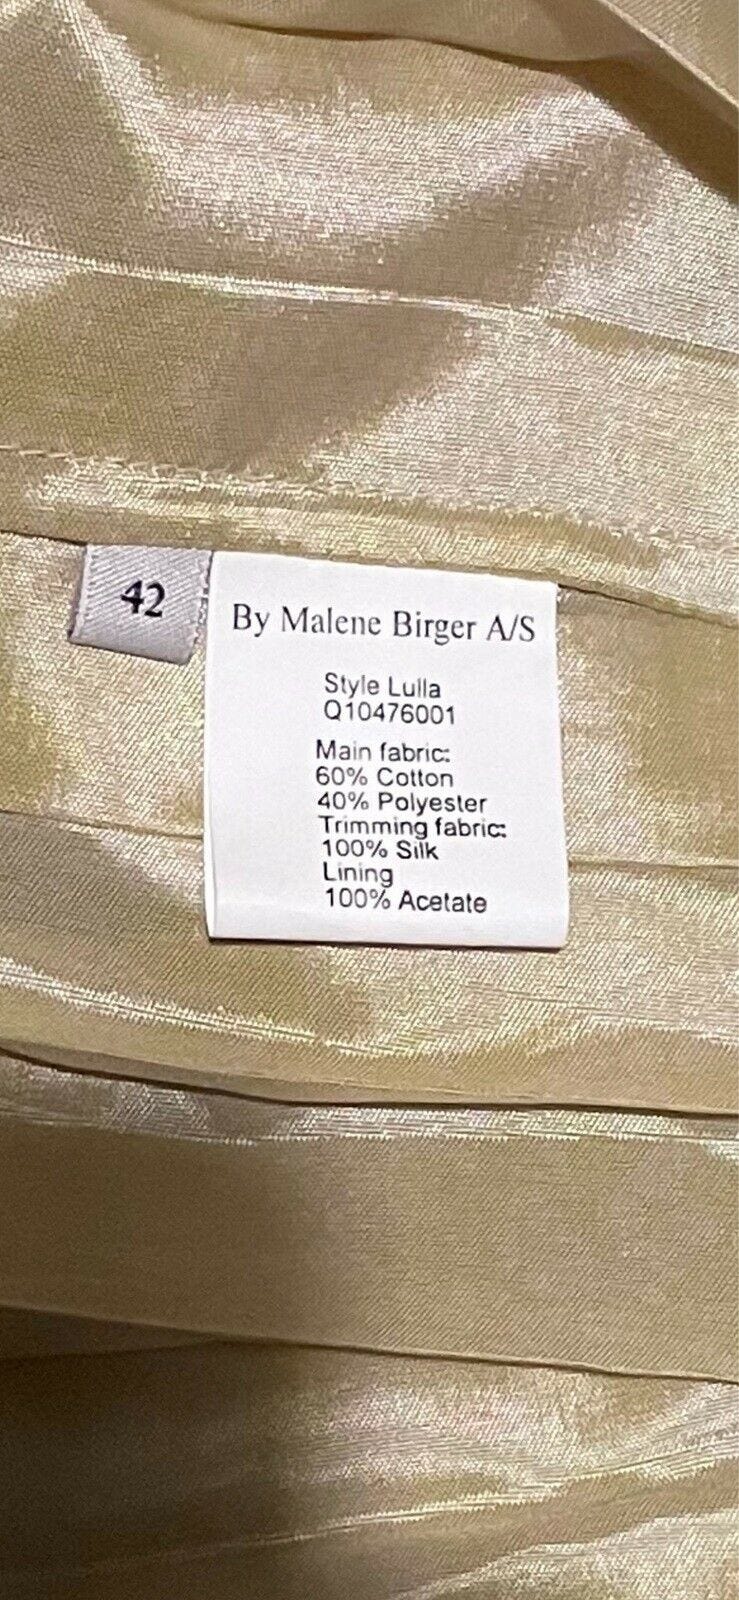 42
By Malene Birger A/S
Style Lulla
Q10476001
Main fabric:
60% Cotton
40% Polyester
Trimming fabric:
100% Silk
Lining
100% Acetate